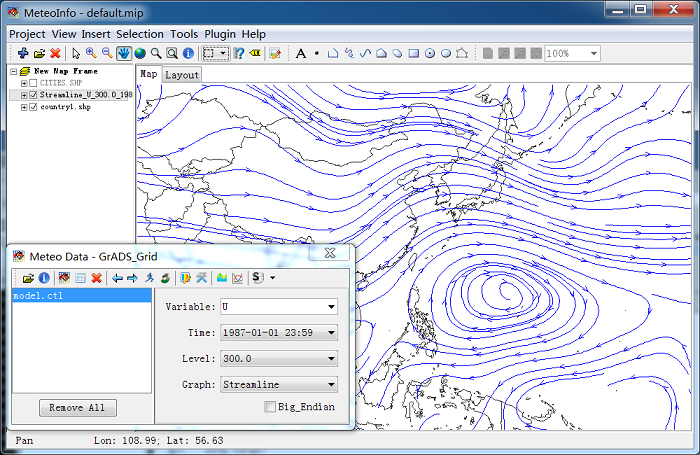 MeteoInfo - default.mip
Project View Insert Selection Tools Plugin Help
A
100%
New Map Frame
CITIES.SHP
Streamline_U_300.0_198
country1.shp
Map Layout
Meteo Data - GrADS_Grid
S
model.ctl
Variable: U
Time: 1987-01-01 23:59
Level: 300.0
Graph: Streamline
Big_Endian
Remove All
Pan Lon: 108.99; Lat: 56.63